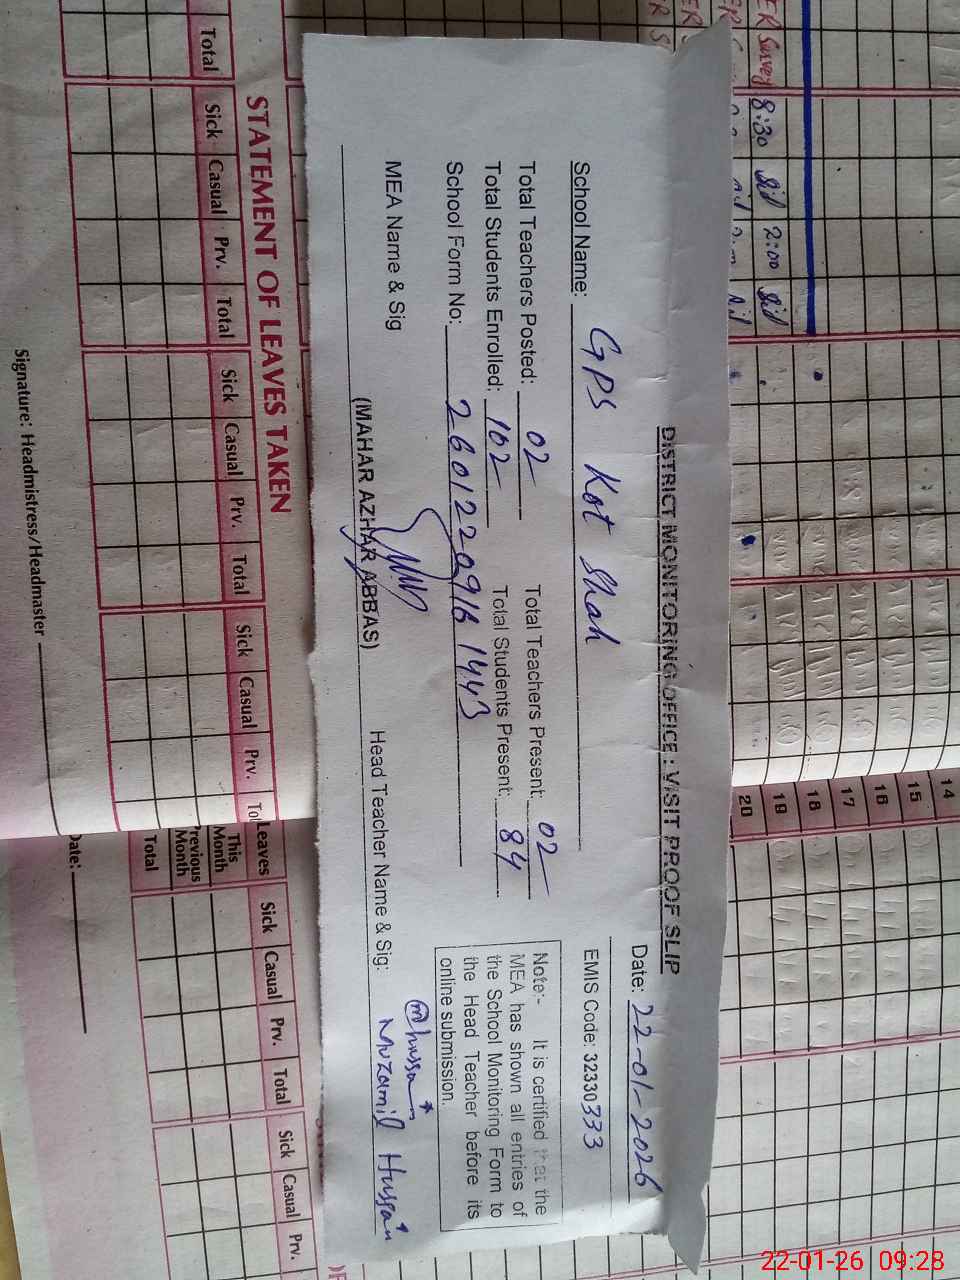 DISTRICT MONITORING OFFICE : VISIT PROOF SLIP
Date: 22-01-2026
School Name: GPS Kot Shah
EMIS Code: 32330333
Total Teachers Posted: 02 Total Teachers Present: 02
Total Students Enrolled: 102 Total Students Present: 84
School Form No: 2601220916 1443
Note:- It is certified that the
MEA has shown all entries of
the School Monitoring Form to
the Head Teacher before its
online submission.
MEA Name & Sig
(MAHAR AZHAR ABBAS)
Head Teacher Name & Sig:
Muzamil Hussain
STATEMENT OF LEAVES TAKEN
Total Sick Casual Prv. Total Sick Casual Prv. Total Sick Casual Prv.
Signature: Headmistress/Headmaster
Leaves Sick Casual Prv. Total Sick Casual Prv.
This Month
Previous Month
Total
Date:
Survey 8:30 2:00
14
15
16
17
18
19
20
22-01-26 09:28